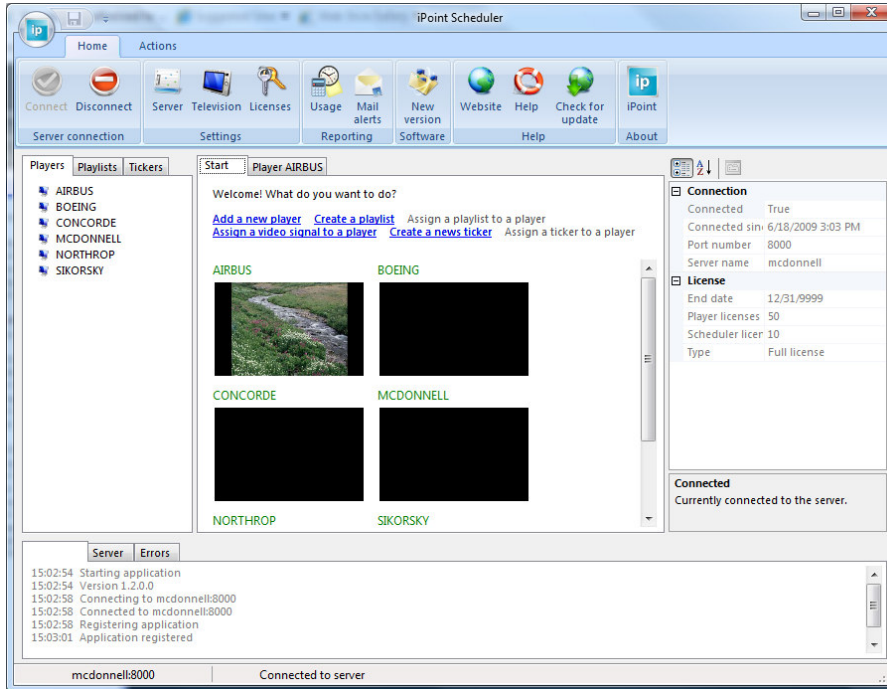 iPoint Scheduler
ip
Home Actions
Connect Disconnect Server Television Licenses Usage Mail alerts New version Website Help Check for update ip iPoint
Server connection Settings Reporting Software Help About
Players Playlists Tickers
AIRBUS
BOEING
CONCORDE
MCDONNELL
NORTHROP
SIKORSKY
Start Player AIRBUS
Welcome! What do you want to do?
Add a new player Create a playlist Assign a playlist to a player
Assign a video signal to a player Create a news ticker Assign a ticker to a player
AIRBUS BOEING
CONCORDE MCDONNELL
NORTHROP SIKORSKY
Connection
Connected True
Connected sin 6/18/2009 3:03 PM
Port number 8000
Server name mcdonnell
License
End date 12/31/9999
Player licenses 50
Scheduler licer 10
Type Full license
Connected
Currently connected to the server.
Server Errors
15:02:54 Starting application
15:02:54 Version 1.2.0.0
15:02:58 Connecting to mcdonnell:8000
15:02:58 Connected to mcdonnell:8000
15:02:58 Registering application
15:03:01 Application registered
mcdonnell:8000 Connected to server